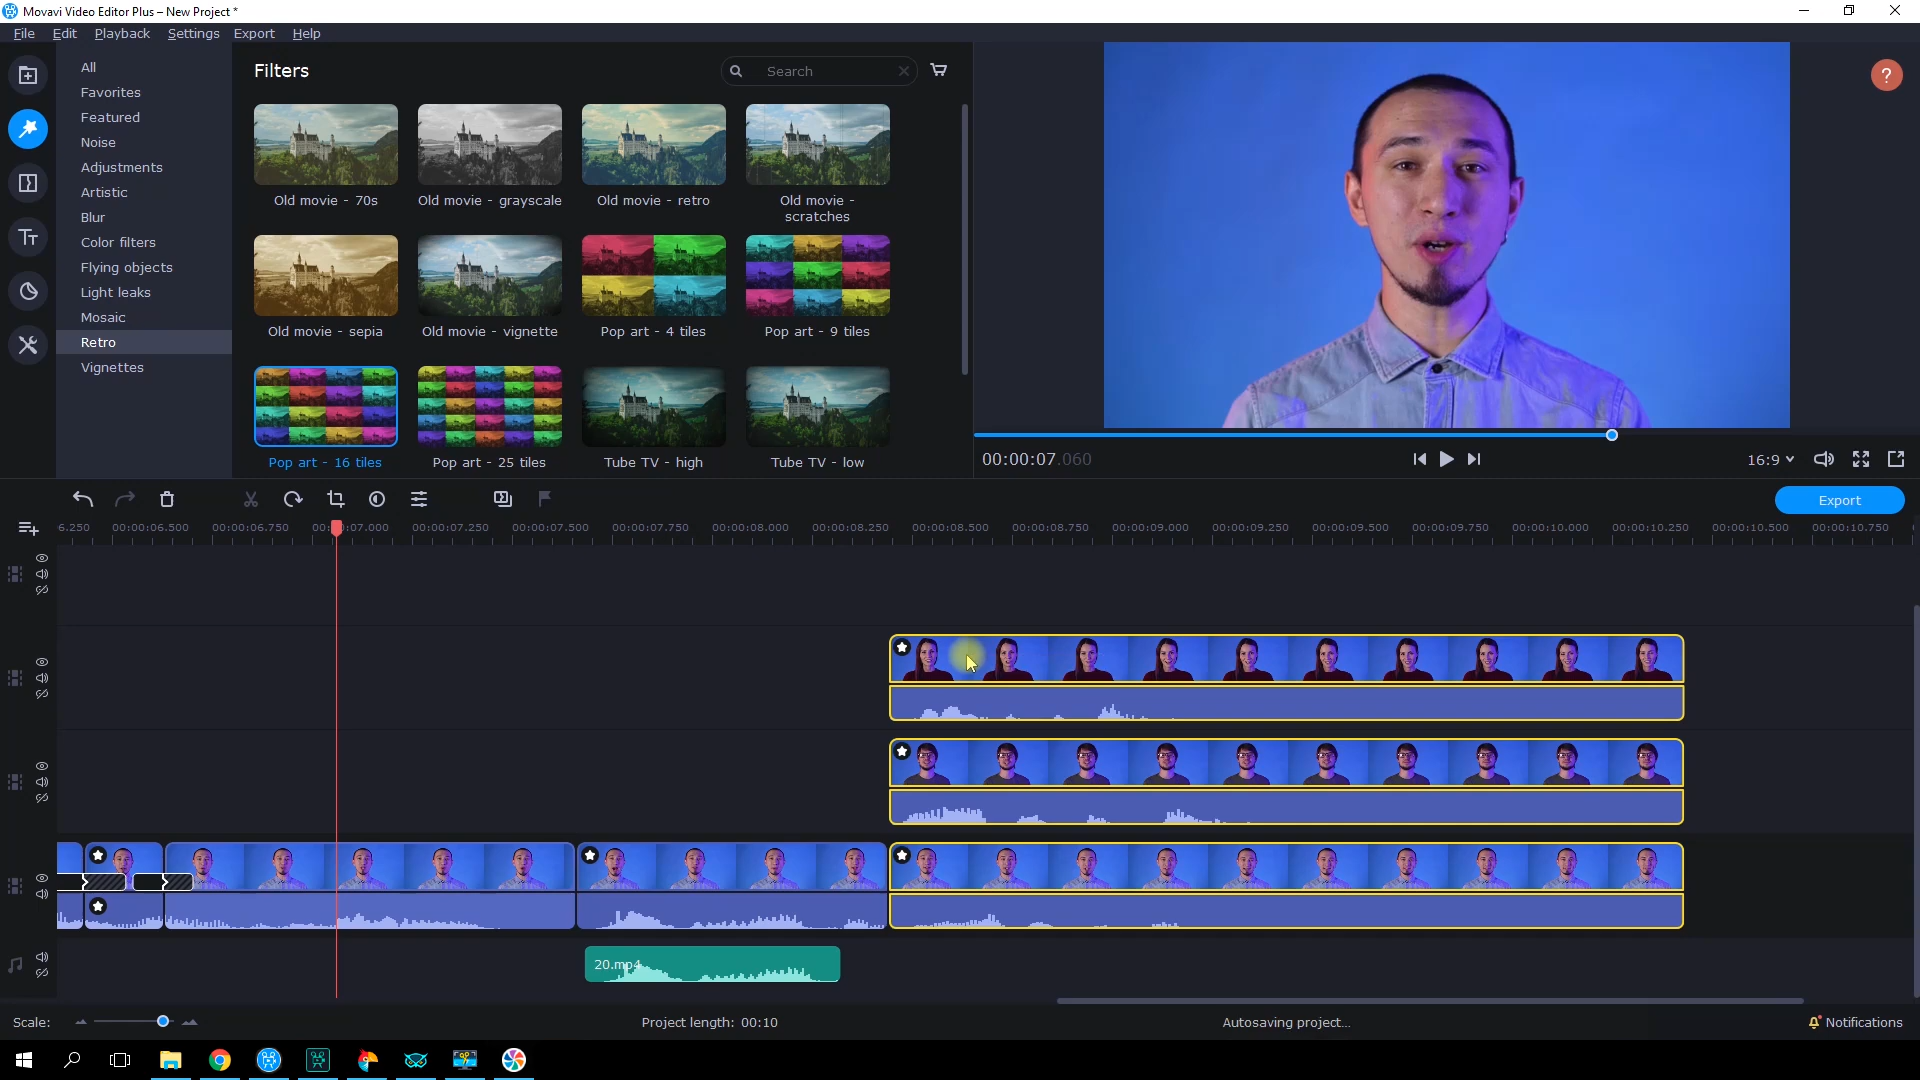 Movavi Video Editor Plus – New Project *
File Edit Playback Settings Export Help
All
Favorites
Featured
Noise
Adjustments
Artistic
Blur
Color filters
Flying objects
Light leaks
Mosaic
Retro
Vignettes
Filters
Search
Old movie - 70s
Old movie - grayscale
Old movie - retro
Old movie -
scratches
Old movie - sepia
Old movie - vignette
Pop art - 4 tiles
Pop art - 9 tiles
Pop art - 16 tiles
Pop art - 25 tiles
Tube TV - high
Tube TV - low
?
00:00:07.060
16:9
Export
6.250 00:00:06.500 00:00:06.750 00:00:07.000 00:00:07.250 00:00:07.500 00:00:07.750 00:00:08.000 00:00:08.250 00:00:08.500 00:00:08.750 00:00:09.000 00:00:09.250 00:00:09.500 00:00:09.750 00:00:10.000 00:00:10.250 00:00:10.500 00:00:10.750
20.mp4
Scale:
Project length: 00:10
Autosaving project...
Notifications